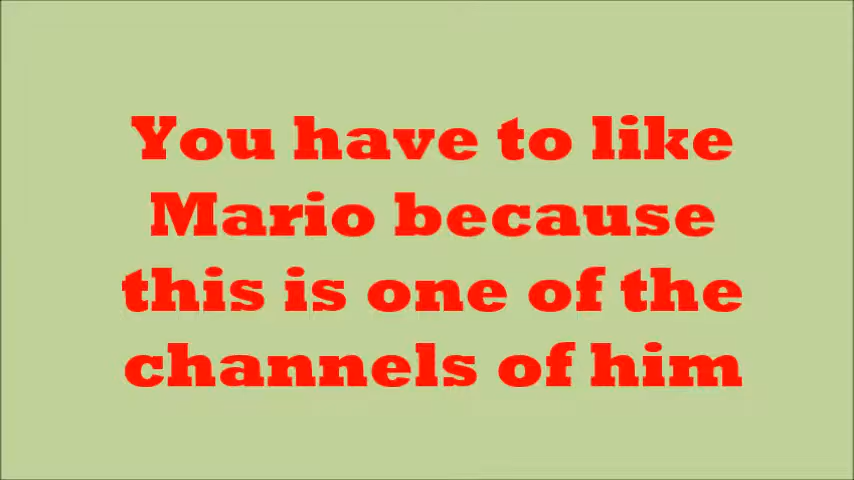 You have to like
Mario because
this is one of the
channels of him